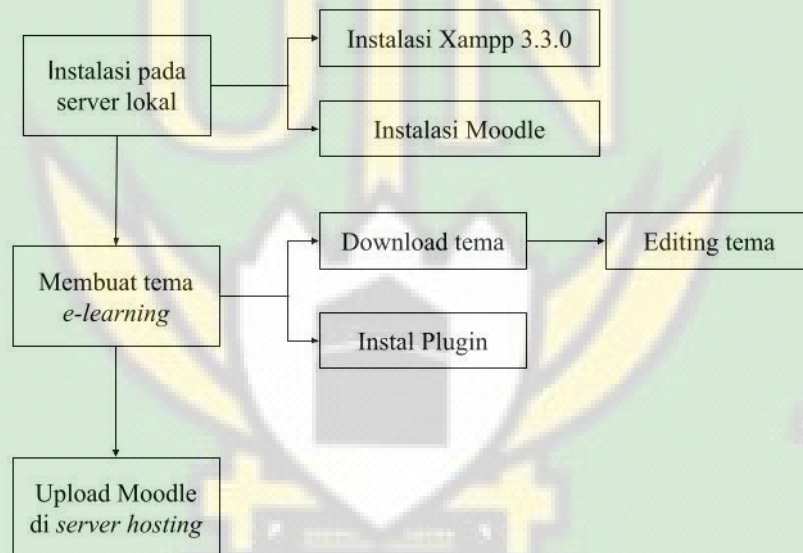 Instalasi pada
server lokal
Instalasi Xampp 3.3.0
Instalasi Moodle
Membuat tema
e-learning
Download tema
Editing tema
Instal Plugin
Upload Moodle
di server hosting
UIN